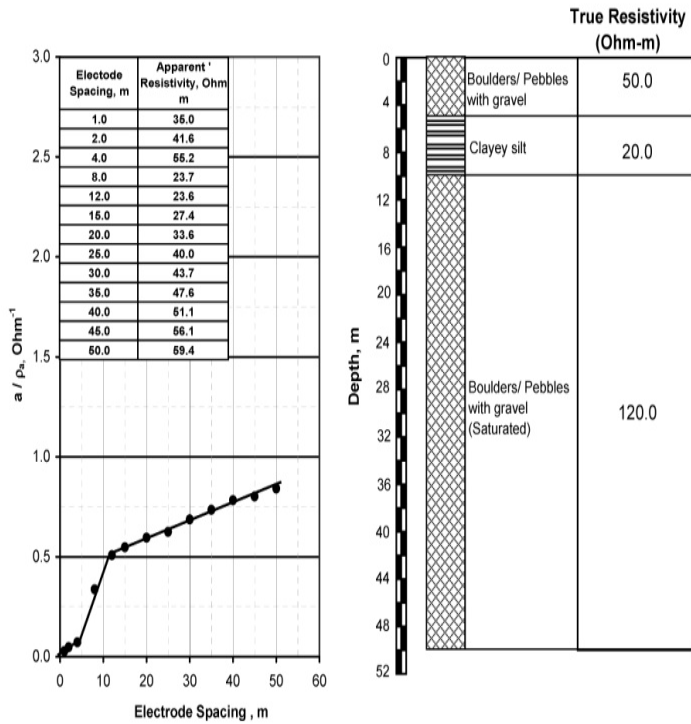 3.0
2.5
2.0
1.5
1.0
0.5
0.0
a / ρa, Ohm-1
0 10 20 30 40 50 60
Electrode Spacing , m
Electode Spacing, m | Apparent ' Resistivity, Ohm m
1.0 35.0
2.0 41.6
4.0 55.2
8.0 23.7
12.0 23.6
15.0 27.4
20.0 33.6
25.0 40.0
30.0 43.7
35.0 47.6
40.0 51.1
45.0 56.1
50.0 59.4
True Resistivity
(Ohm-m)
Depth, m
0
4
8
12
16
20
24
28
32
36
40
44
48
52
Boulders/ Pebbles
with gravel
50.0
Clayey silt
20.0
Boulders/ Pebbles
with gravel
(Saturated)
120.0